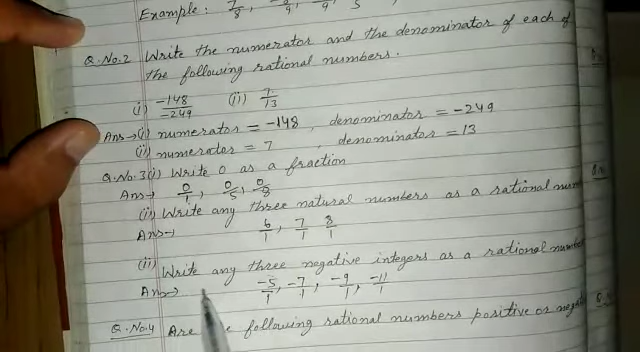 Example: 7/8,
Q.No.2 Write the numerator and the denominator of each of
the following rational numbers.
(i) -148/-249 (ii) 7/13
Ans→(i) numerator = -148, denominator = -249
(ii) numerator = 7 denominator = 13
Q.No.3(i) Write 0 as a fraction
Ans→ 0/1, 0/5, 0/8
(ii) Write any three natural numbers as a rational
Ans→ 6/1, 7/1 8/1
(ii) Write any three negative integers as a rational
Ans→ -5/1, -7/1, -9/1, -11/1
Q.No.4 Are following rational numbers positive or